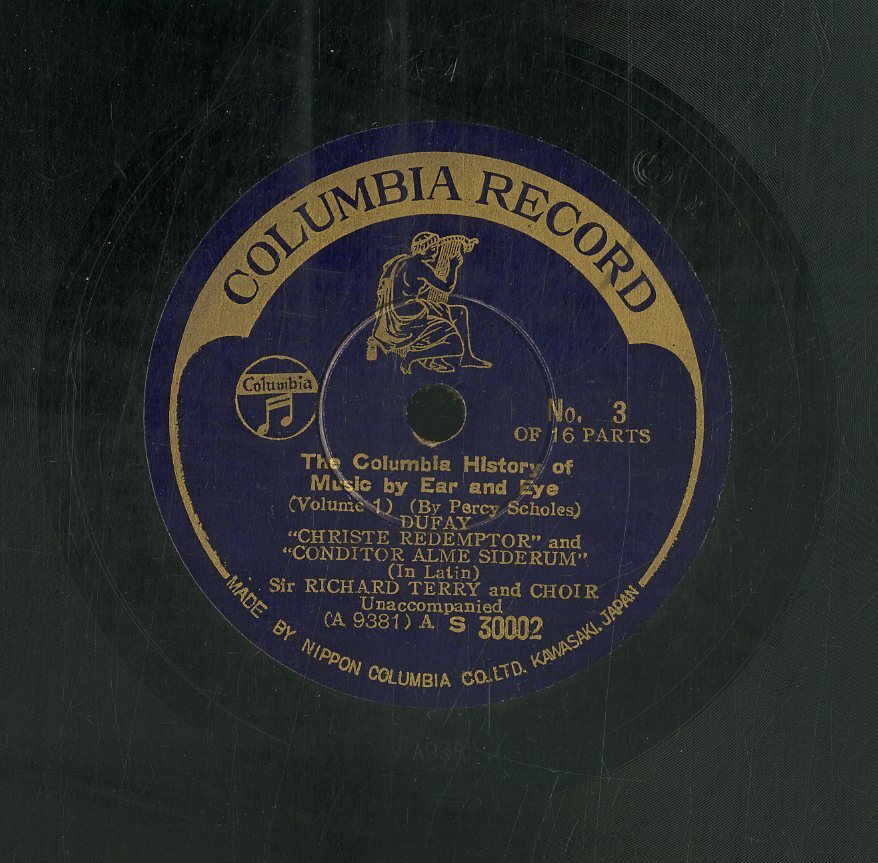 COLUMBIA RECORD
Columbia
No. 3
OF 16 PARTS
The Columbia History of
Music by Ear and Eye
(Volume 1) (By Percy Scholes)
DUFAY
"CHRISTE REDEMPTOR" and
"CONDITOR ALME SIDERUM"
(In Latin)
Sir RICHARD TERRY and CHOIR
Unaccompanied
(A 9381) A S 30002
MADE BY NIPPON COLUMBIA CO., LTD. KAWASAKI, JAPAN